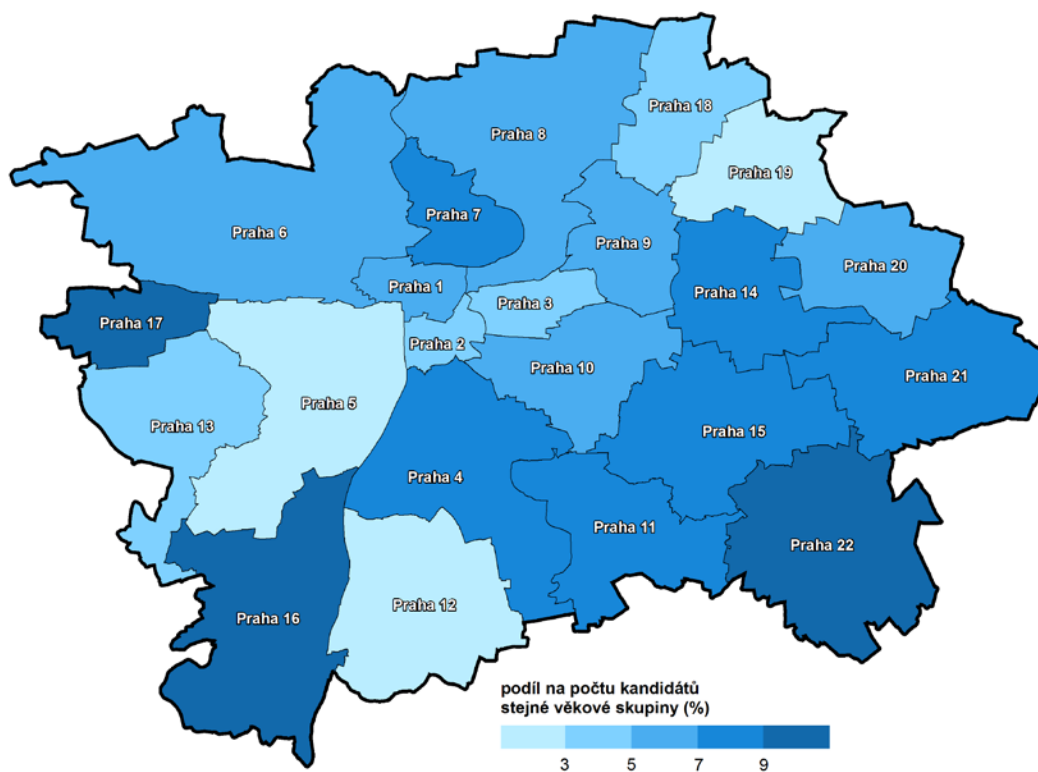 Praha 18
Praha 8
Praha 19
Praha 7
Praha 6
Praha 9
Praha 20
Praha 1
Praha 14
Praha 3
Praha 17
Praha 2
Praha 10
Praha 21
Praha 5
Praha 13
Praha 15
Praha 4
Praha 11
Praha 22
Praha 12
Praha 16
podíl na počtu kandidátů
stejné věkové skupiny (%)
3 5 7 9